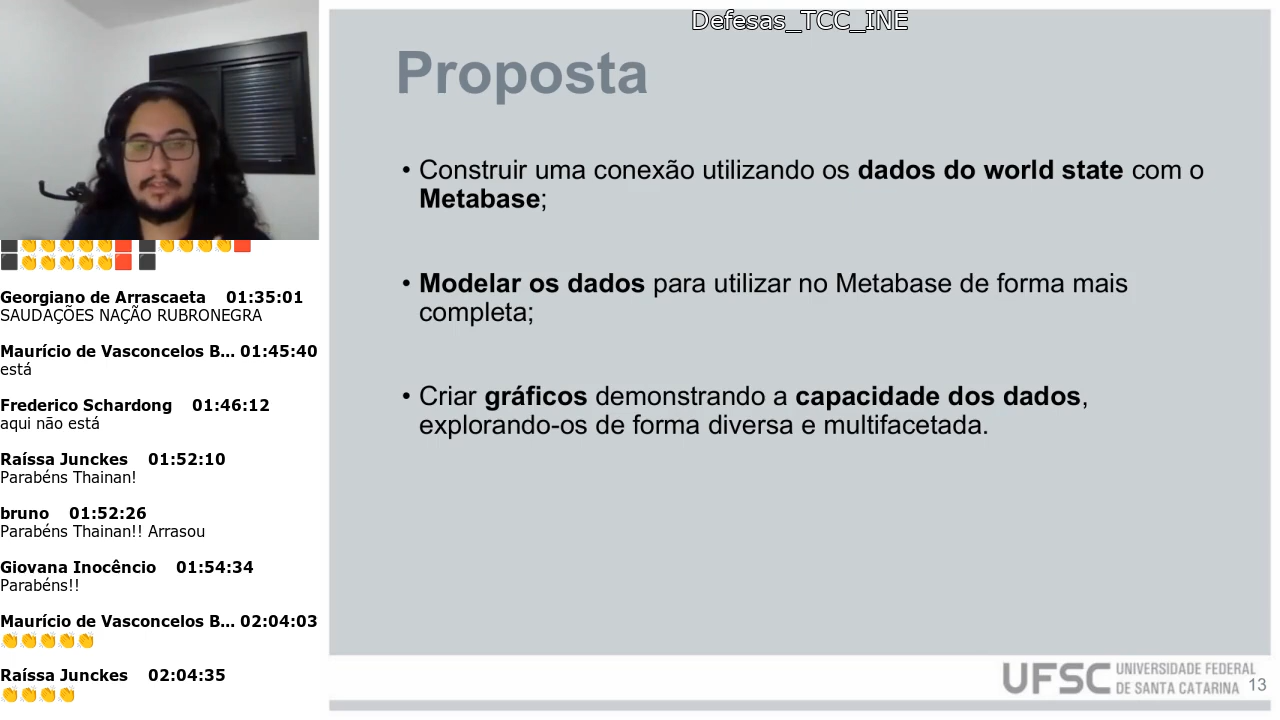 Defesas_TCC_INE
Proposta
• Construir uma conexão utilizando os dados do world state com o
Metabase;
• Modelar os dados para utilizar no Metabase de forma mais
completa;
• Criar gráficos demonstrando a capacidade dos dados,
explorando-os de forma diversa e multifacetada.
UFSC UNIVERSIDADE FEDERAL
DE SANTA CATARINA 13
⬛👏👏👏👏👏🟥 ⬛👏👏👏👏🟥
⬛👏👏👏👏👏🟥 ⬛
Georgiano de Arrascaeta 01:35:01
SAUDAÇÕES NAÇÃO RUBRONEGRA
Maurício de Vasconcelos B... 01:45:40
está
Frederico Schardong 01:46:12
aqui não está
Raíssa Junckes 01:52:10
Parabéns Thainan!
bruno 01:52:26
Parabéns Thainan!! Arrasou
Giovana Inocêncio 01:54:34
Parabéns!!
Maurício de Vasconcelos B... 02:04:03
👏👏👏👏👏
Raíssa Junckes 02:04:35
👏👏👏👏